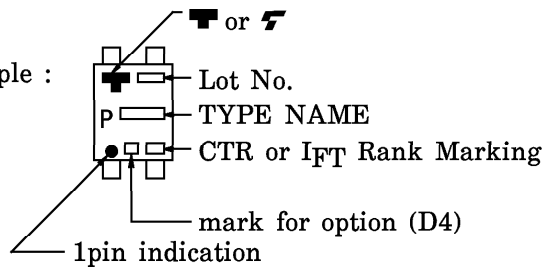 T or T
ple :
Lot No.
P
TYPE NAME
CTR or IFT Rank Marking
mark for option (D4)
1pin indication